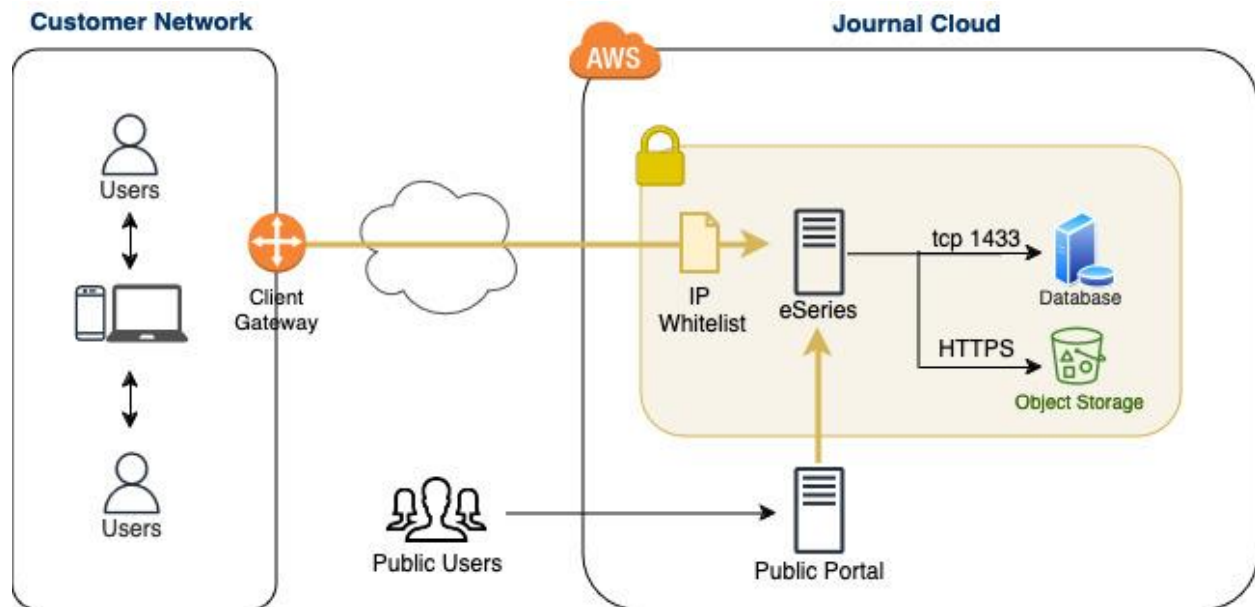 Customer Network
Journal Cloud
AWS
Users
Client
Gateway
Users
IP
Whitelist
eSeries
tcp 1433
Database
HTTPS
Object Storage
Public Users
Public Portal